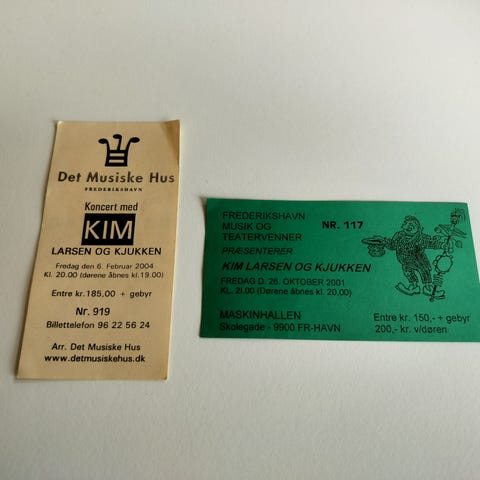 Det Musiske Hus
FREDERIKSHAVN
Koncert med
KIM
LARSEN OG KJUKKEN
Fredag den 6. Februar 2004
Kl. 20.00 (Dørene åbnes kl.19.00)
Entre kr.185,00 + gebyr
Nr. 919
Billettelefon 96 22 56 24
Arr. Det Musiske Hus
www.detmusiskehus.dk
FREDERIKSHAVN
MUSIK OG
TEATERVENNER
NR. 117
PRÆSENTERER
KIM LARSEN OG KJUKKEN
FREDAG D. 26. OKTOBER 2001
KL. 21.00 (Dørene åbnes kl. 20.00)
MASKINHALLEN
Skolegade - 9900 FR-HAVN
Entre kr. 150,- + gebyr
200,- kr. v/døren